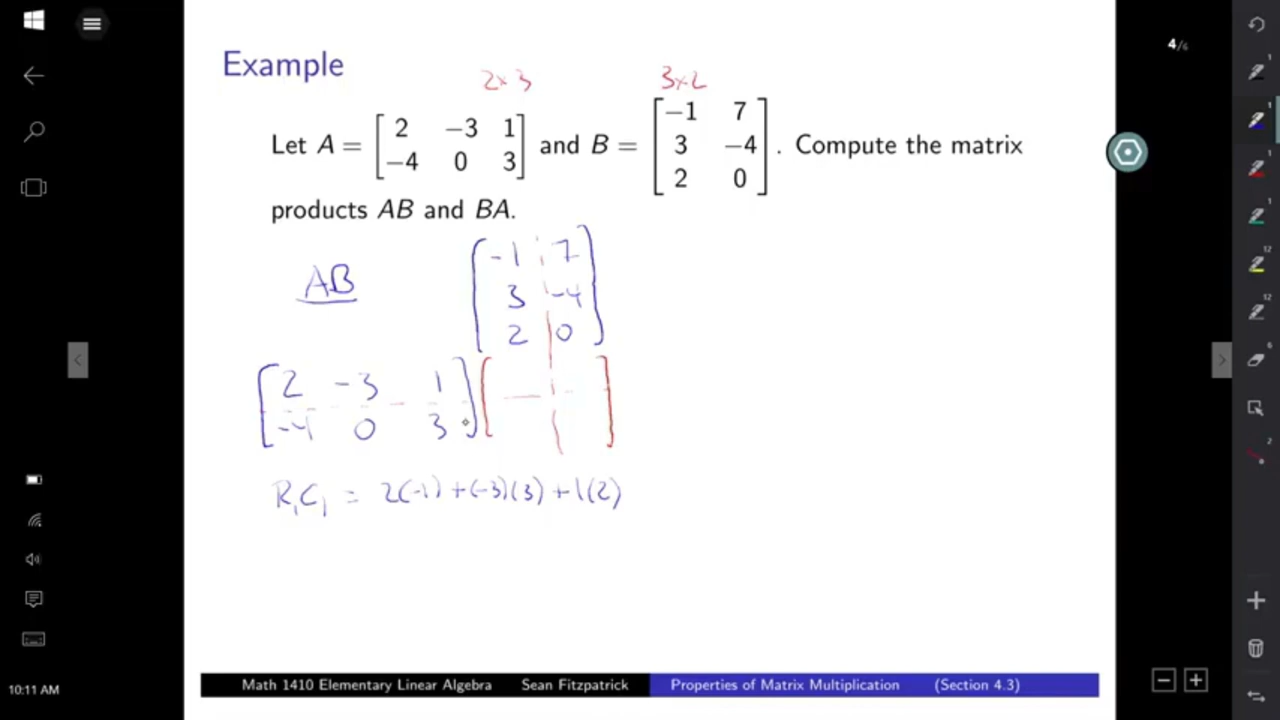 4/6
Example
2×3
3×2
Let A = [2 −3 1; −4 0 3] and B = [−1 7; 3 −4; 2 0]. Compute the matrix
products AB and BA.
AB
-1 7
3 -4
2 0
2 -3 1
-4 0 3
R₁C₁ = 2(-1) + (-3)(3) + 1(2)
Math 1410 Elementary Linear Algebra Sean Fitzpatrick Properties of Matrix Multiplication (Section 4.3)
10:11 AM